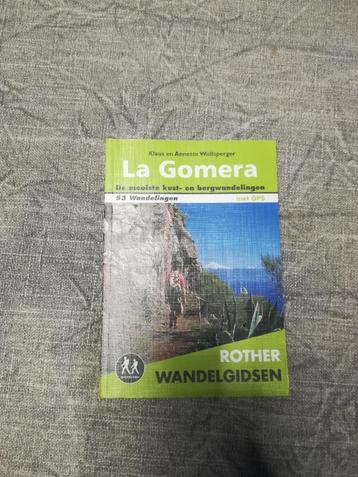 Klaus en Annette Wolfsperger
La Gomera
De mooiste kust- en bergwandelingen
53 Wandelingen met GPS
ROTHER
WANDELGIDSEN